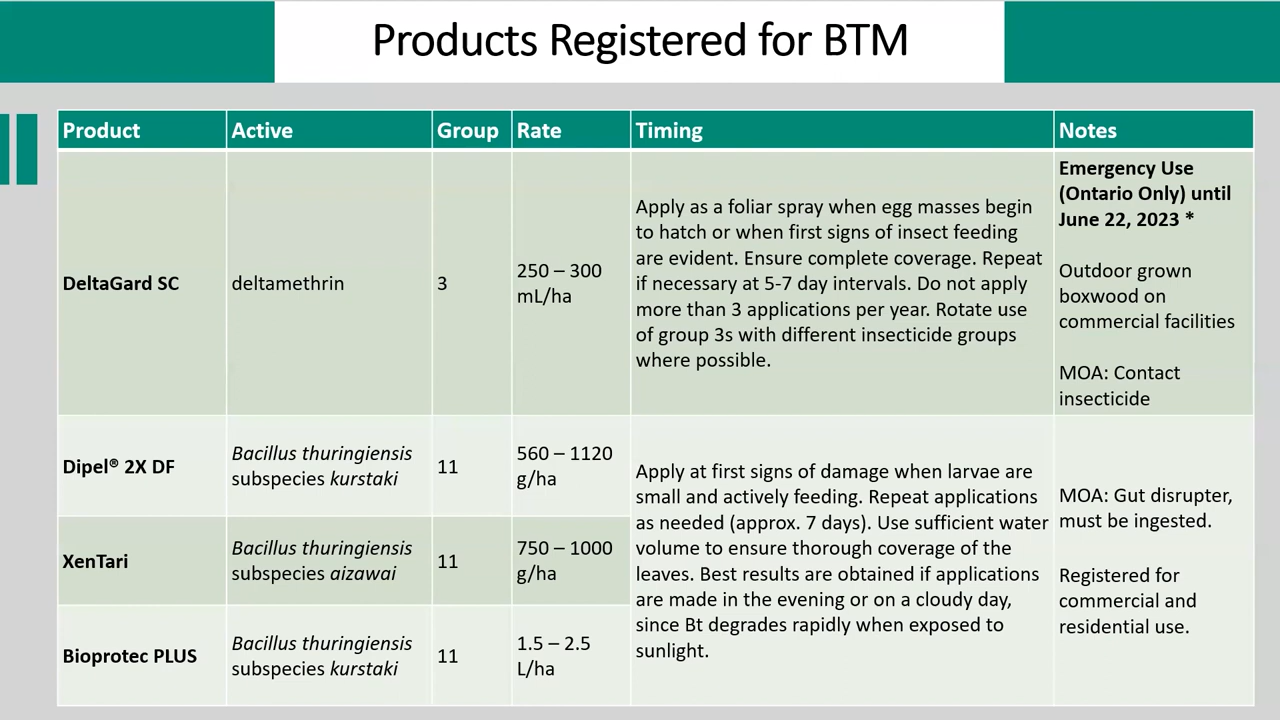 Products Registered for BTM
Product Active Group Rate Timing Notes
DeltaGard SC
deltamethrin
3
250 – 300
mL/ha
Apply as a foliar spray when egg masses begin
to hatch or when first signs of insect feeding
are evident. Ensure complete coverage. Repeat
if necessary at 5-7 day intervals. Do not apply
more than 3 applications per year. Rotate use
of group 3s with different insecticide groups
where possible.
Emergency Use
(Ontario Only) until
June 22, 2023 *
Outdoor grown
boxwood on
commercial facilities
MOA: Contact
insecticide
Dipel® 2X DF
Bacillus thuringiensis
subspecies kurstaki
11
560 – 1120
g/ha
Apply at first signs of damage when larvae are
small and actively feeding. Repeat applications
as needed (approx. 7 days). Use sufficient water
volume to ensure thorough coverage of the
leaves. Best results are obtained if applications
are made in the evening or on a cloudy day,
since Bt degrades rapidly when exposed to
sunlight.
MOA: Gut disrupter,
must be ingested.
Registered for
commercial and
residential use.
XenTari
Bacillus thuringiensis
subspecies aizawai
11
750 – 1000
g/ha
Bioprotec PLUS
Bacillus thuringiensis
subspecies kurstaki
11
1.5 – 2.5
L/ha